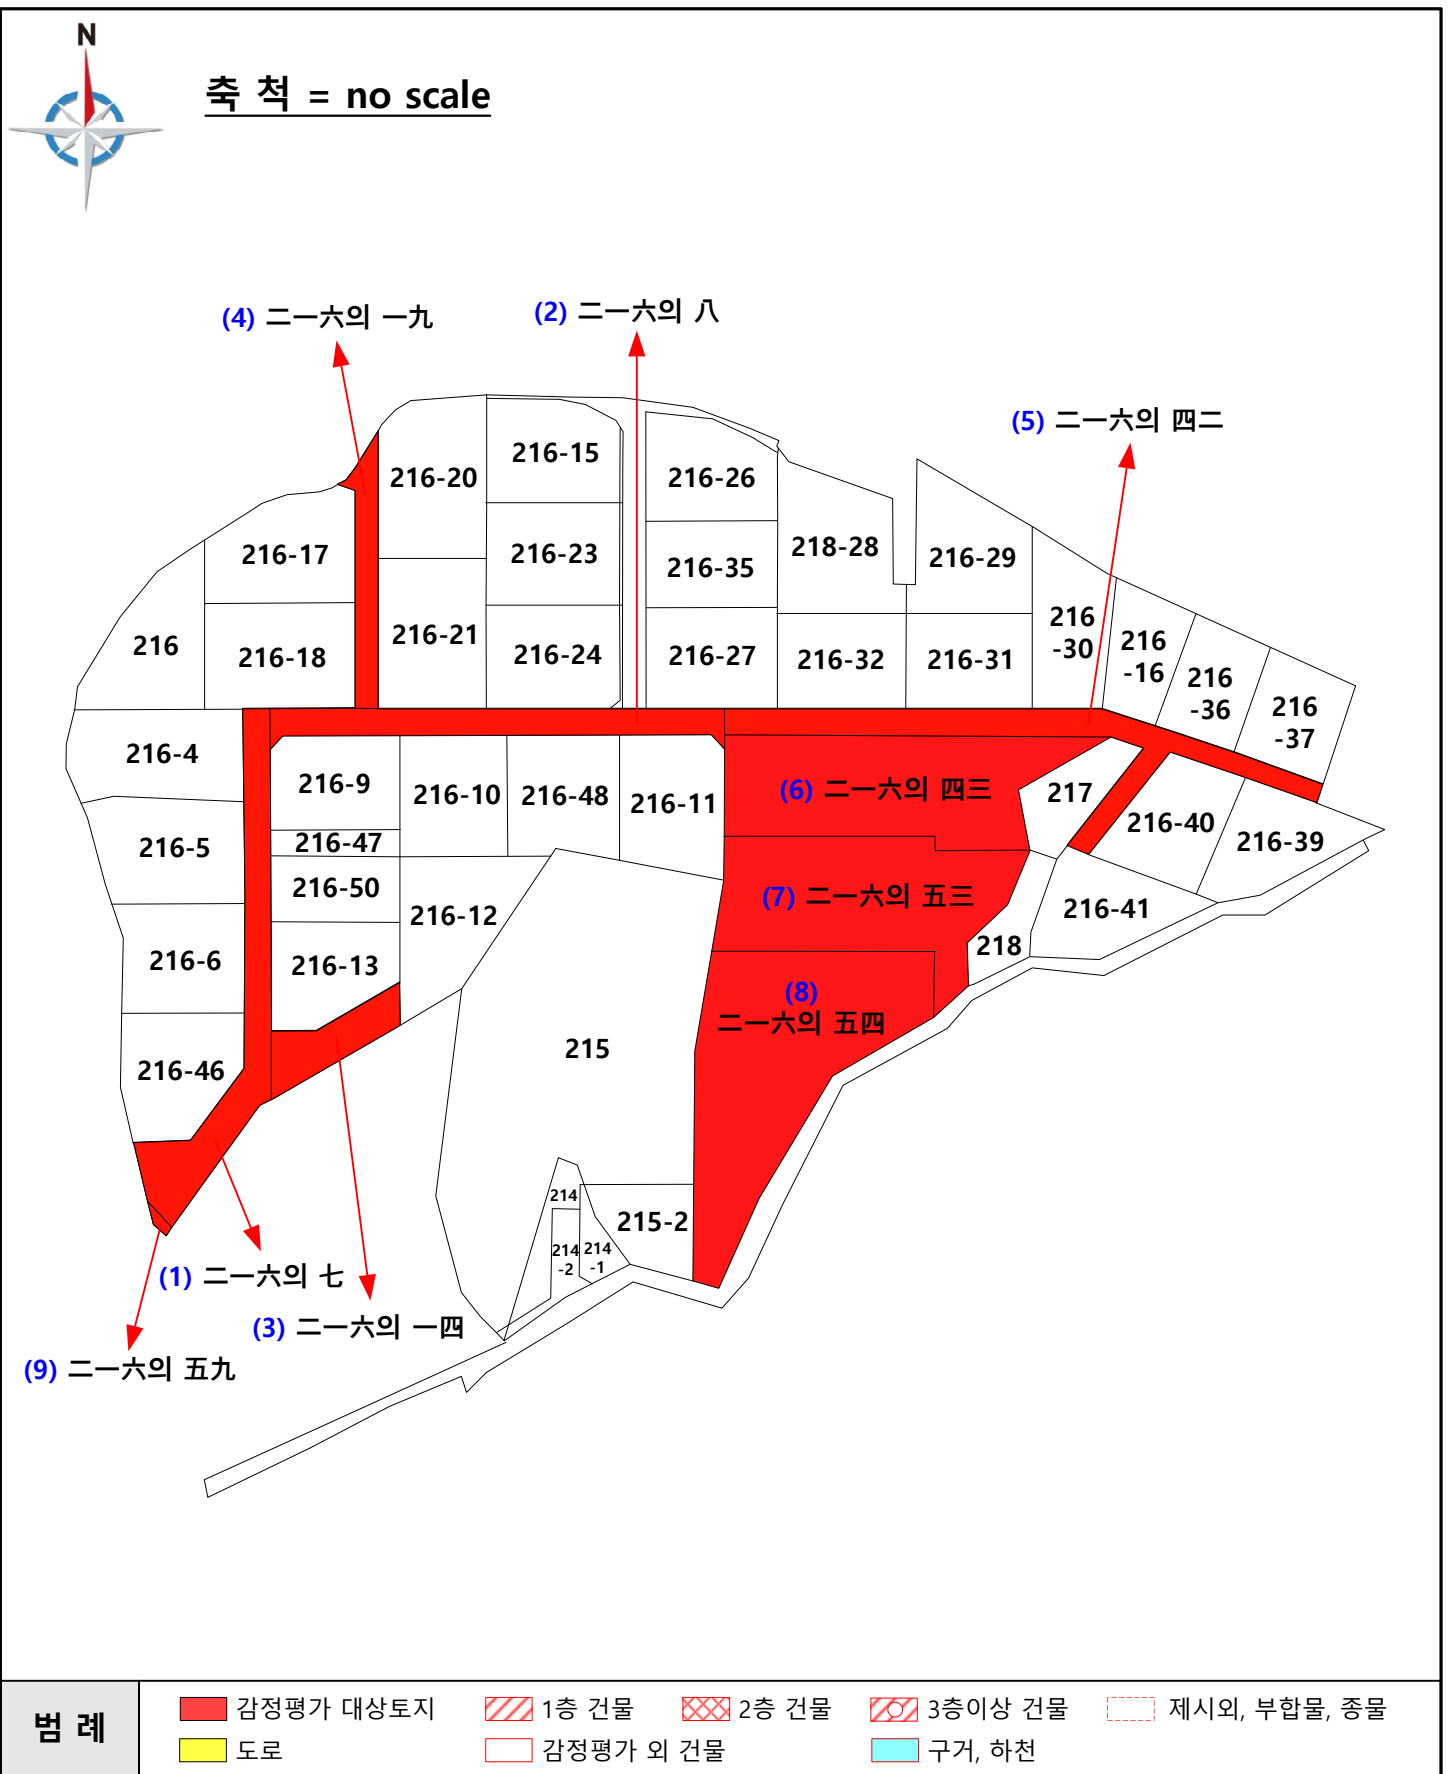 N
축 척 = no scale
(4) 二一六의 一九
(2) 二一六의 八
(5) 二一六의 四二
216-20
216-15
216-26
216-17
216-23
216-35
218-28
216-29
216
216-18
216-21
216-24
216-27
216-32
216-31
216
-30
216
-16
216
-36
216
-37
216-4
216-9
216-10
216-48
216-11
(6) 二一六의 四三
217
216-40
216-39
216-5
216-47
216-50
216-12
(7) 二一六의 五三
216-41
218
216-6
216-13
(8)
二一六의 五四
216-46
215
214
215-2
214
-2
214
-1
(1) 二一六의 七
(3) 二一六의 一四
(9) 二一六의 五九
범 례
감정평가 대상토지
1층 건물
2층 건물
3층이상 건물
제시외, 부합물, 종물
도로
감정평가 외 건물
구거, 하천